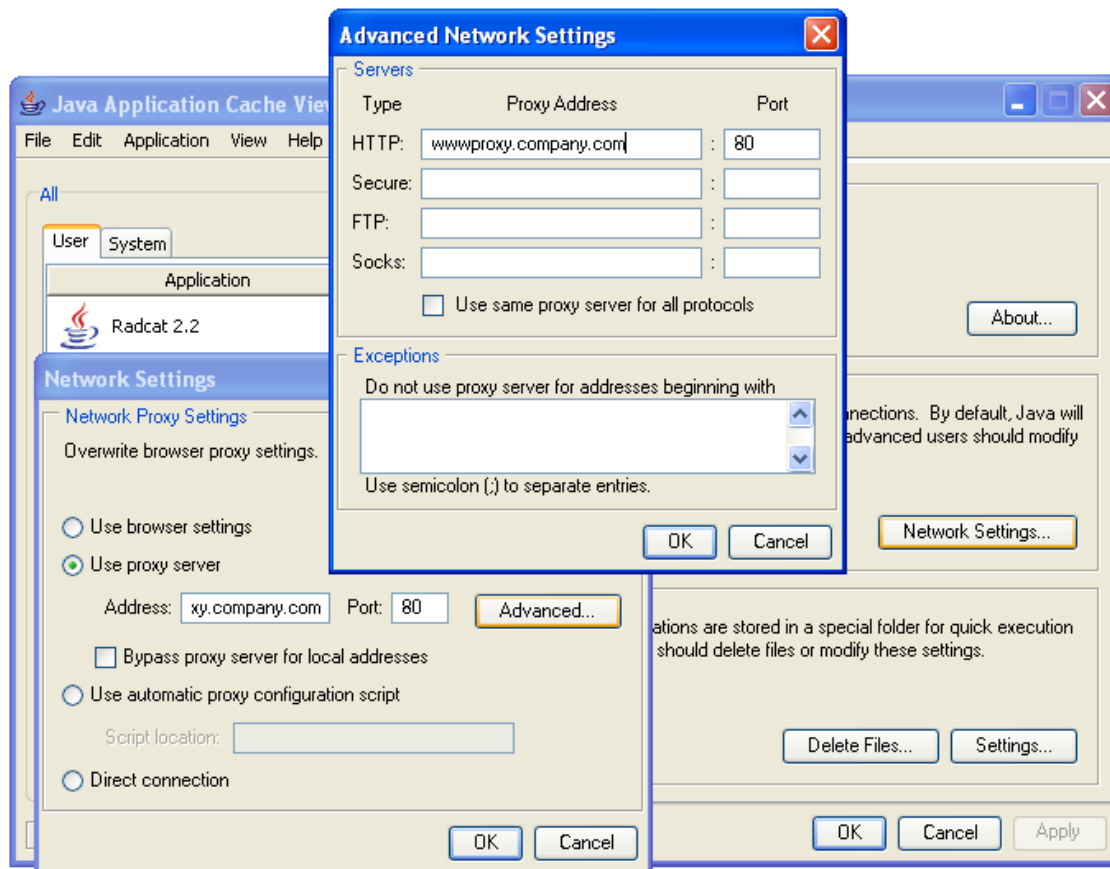 Advanced Network Settings
Servers
Type Proxy Address Port
HTTP: wwwproxy.company.com : 80
Secure: :
FTP: :
Socks: :
Use same proxy server for all protocols
Exceptions
Do not use proxy server for addresses beginning with
Use semicolon (;) to separate entries.
OK Cancel
Java Application Cache
File Edit Application View Help
All
User System
Application
Radcat 2.2
Network Settings
Network Proxy Settings
Overwrite browser proxy settings.
Use browser settings
Use proxy server
Address: xy.company.com Port: 80 Advanced...
Bypass proxy server for local addresses
Use automatic proxy configuration script
Script location:
Direct connection
OK Cancel
About...
nnections. By default, Java will
advanced users should modify
Network Settings...
ations are stored in a special folder for quick execution
should delete files or modify these settings.
Delete Files... Settings...
OK Cancel Apply